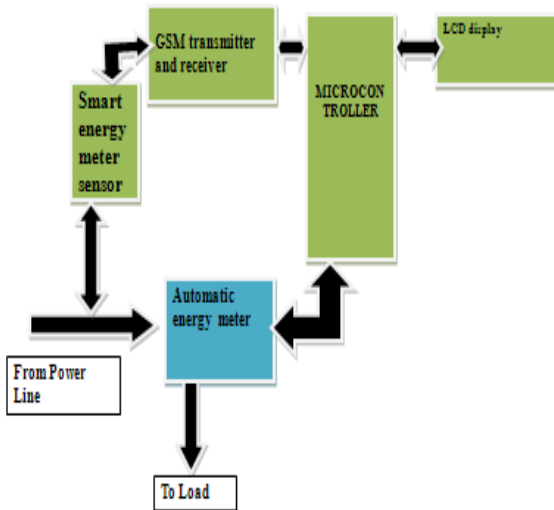 GSM transmitter
and receiver
MICROCON
TROLLER
LCD display
Smart
energy
meter
sensor
Automatic
energy meter
From Power
Line
To Load